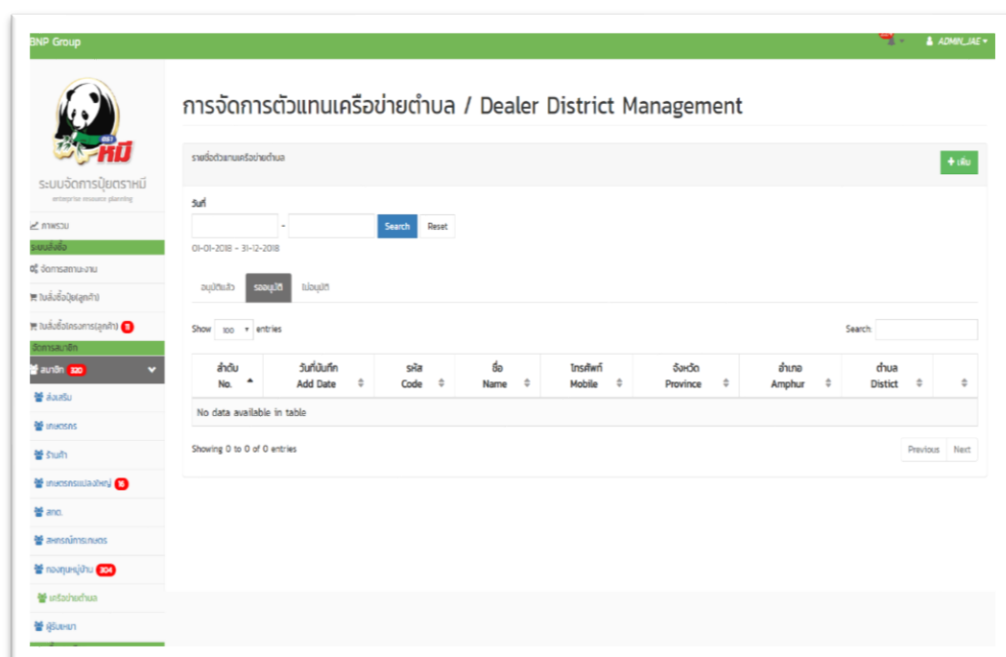 BNP Group
ADMIN_JAE
ตรา
หมี
ระบบจัดการปุ๋ยตราหมี
enterprise resource planning
ภาพรวม
ระบบสั่งซื้อ
จัดการสถานะงาน
ใบสั่งซื้อปุ๋ย(ลูกค้า)
ใบสั่งซื้อโครงการ(ลูกค้า) 11
จัดการสมาชิก
สมาชิก 320
ส่งเสริม
เกษตรกร
ร้านค้า
เกษตรกรแปลงใหญ่ 16
สกต.
สหกรณ์การเกษตร
กองทุนหมู่บ้าน 304
เครือข่ายตำบล
ผู้รับเหมา
การจัดการตัวแทนเครือข่ายตำบล / Dealer District Management
รายชื่อตัวแทนเครือข่ายตำบล
+ เพิ่ม
วันที่
- Search Reset
01-01-2018 - 31-12-2018
อนุมัติแล้ว รออนุมัติ ไม่อนุมัติ
Show 100 entries
Search:
ลำดับ วันที่บันทึก รหัส ชื่อ โทรศัพท์ จังหวัด อำเภอ ตำบล
No. Add Date Code Name Mobile Province Amphur Distict
No data available in table
Showing 0 to 0 of 0 entries
Previous Next